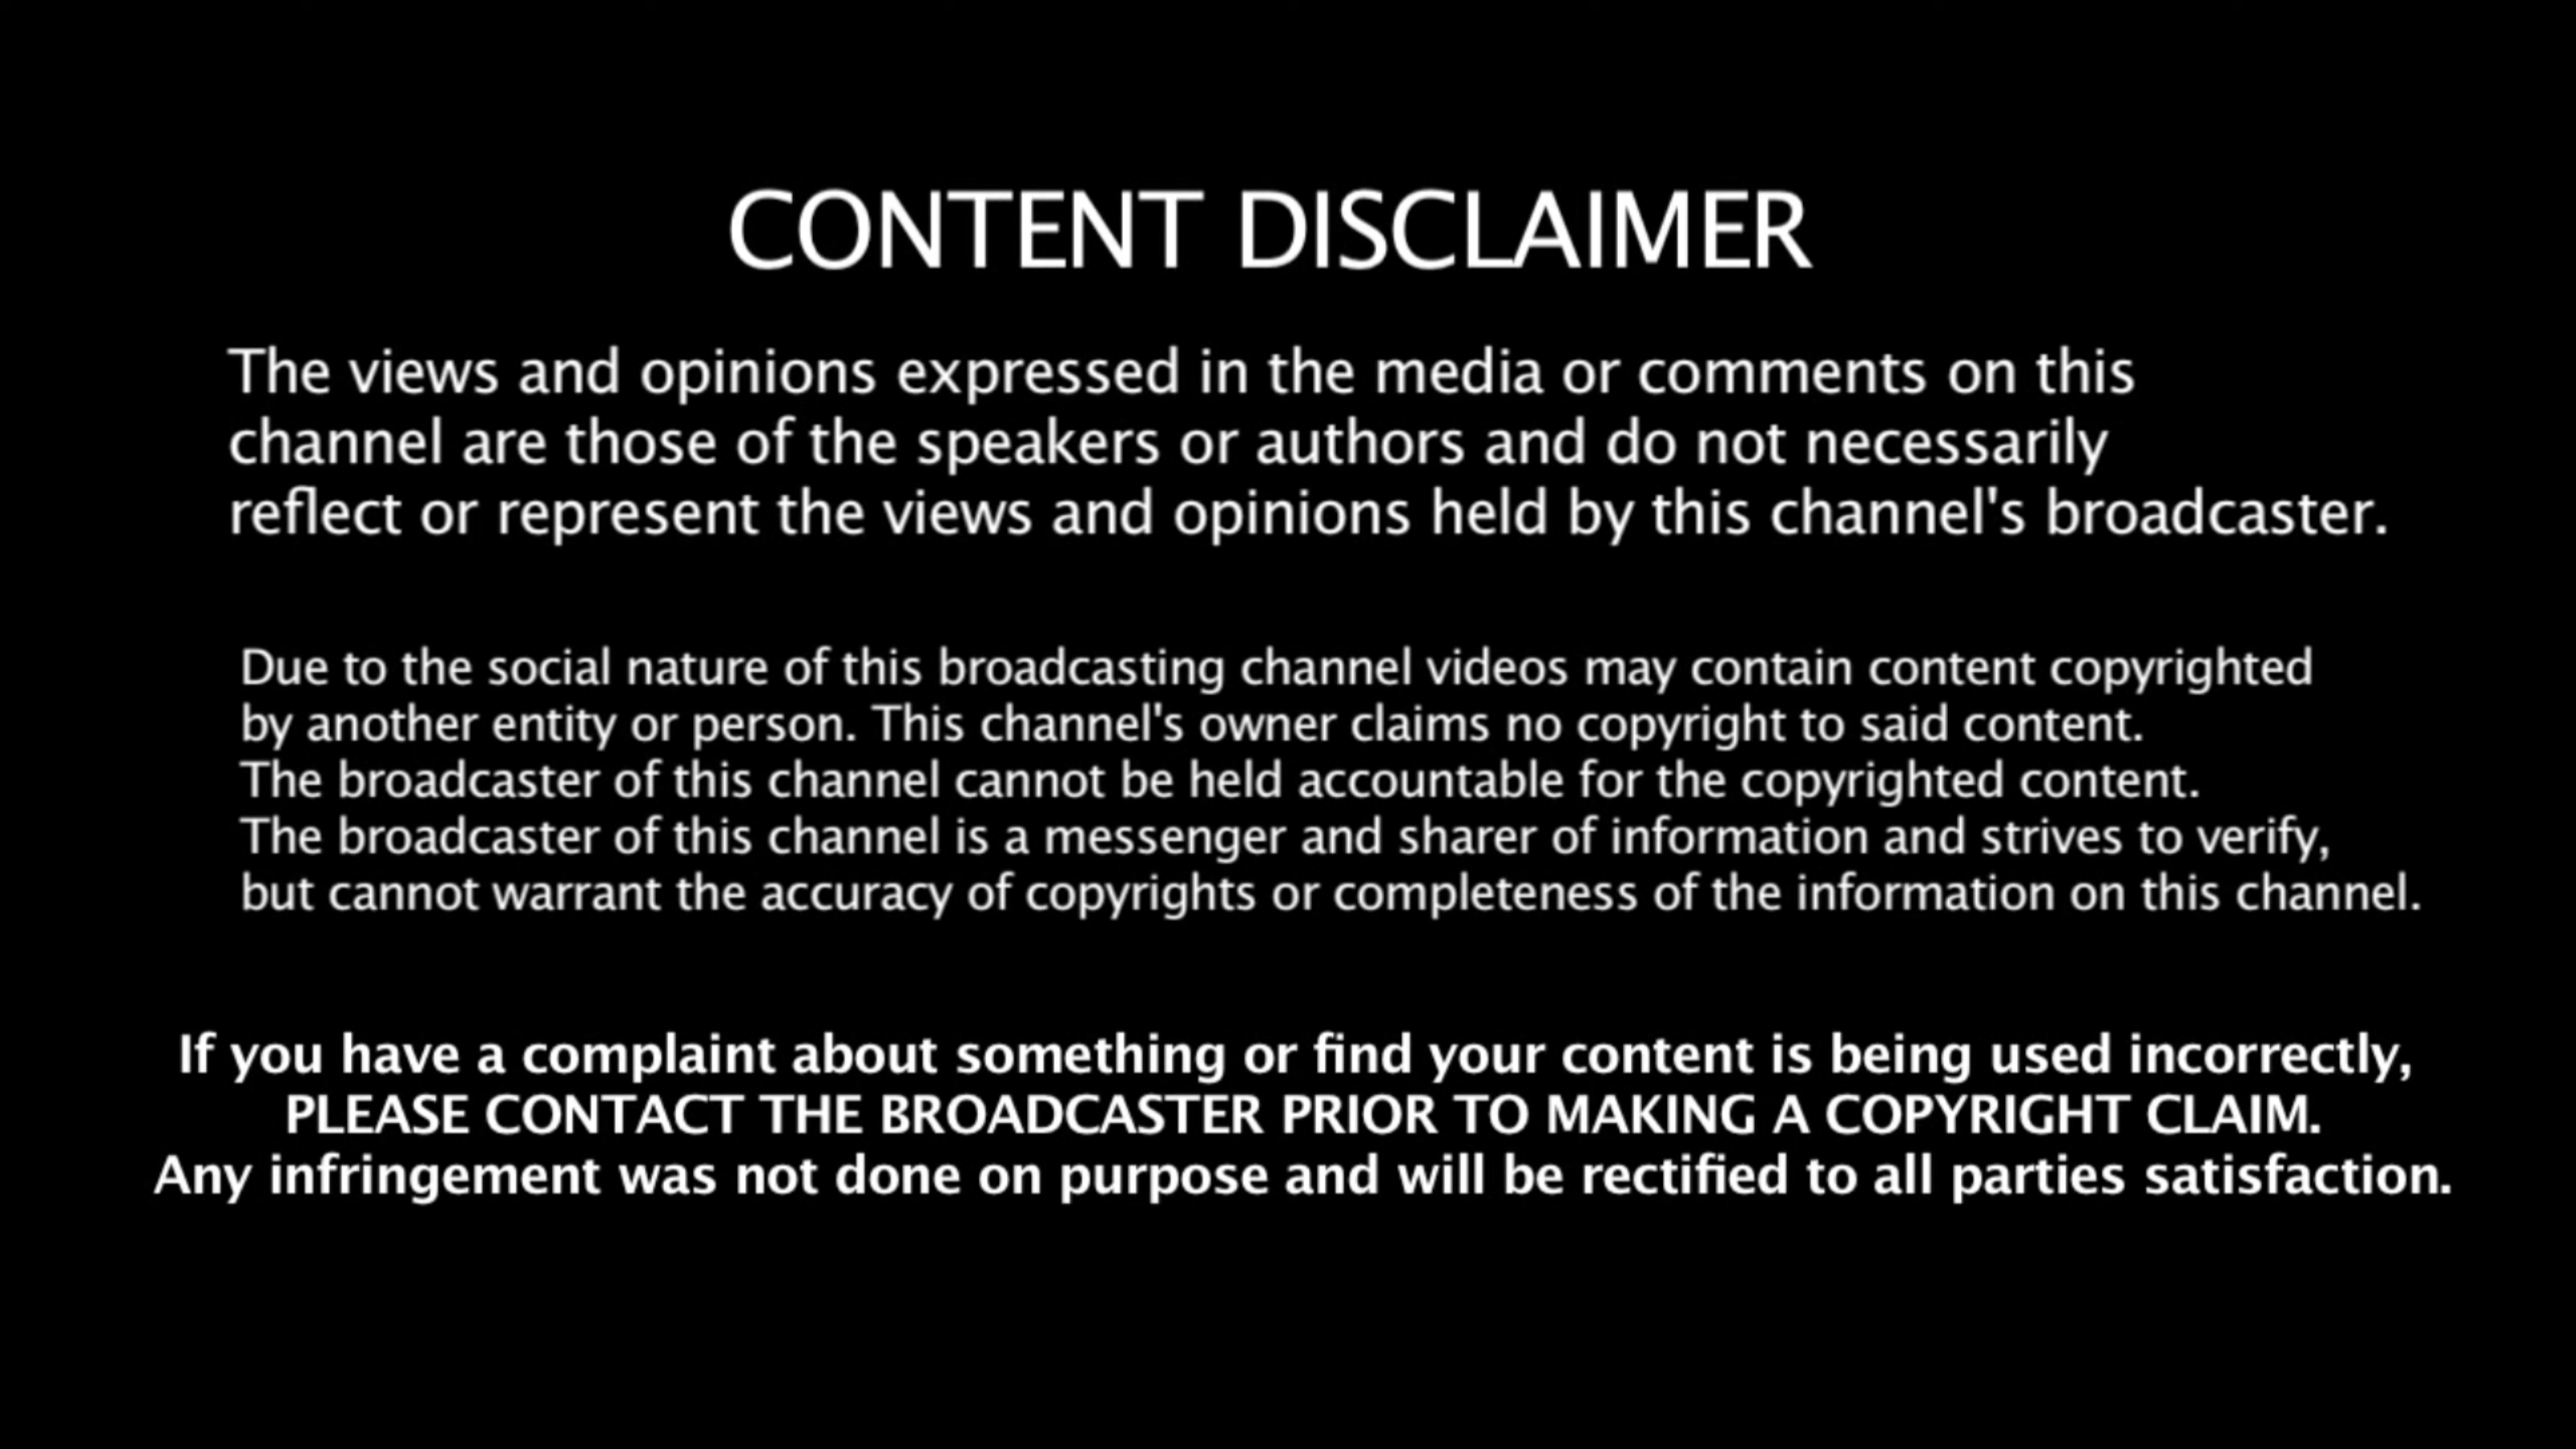 CONTENT DISCLAIMER
The views and opinions expressed in the media or comments on this
channel are those of the speakers or authors and do not necessarily
reflect or represent the views and opinions held by this channel's broadcaster.
Due to the social nature of this broadcasting channel videos may contain content copyrighted
by another entity or person. This channel's owner claims no copyright to said content.
The broadcaster of this channel cannot be held accountable for the copyrighted content.
The broadcaster of this channel is a messenger and sharer of information and strives to verify,
but cannot warrant the accuracy of copyrights or completeness of the information on this channel.
If you have a complaint about something or find your content is being used incorrectly,
PLEASE CONTACT THE BROADCASTER PRIOR TO MAKING A COPYRIGHT CLAIM.
Any infringement was not done on purpose and will be rectified to all parties satisfaction.